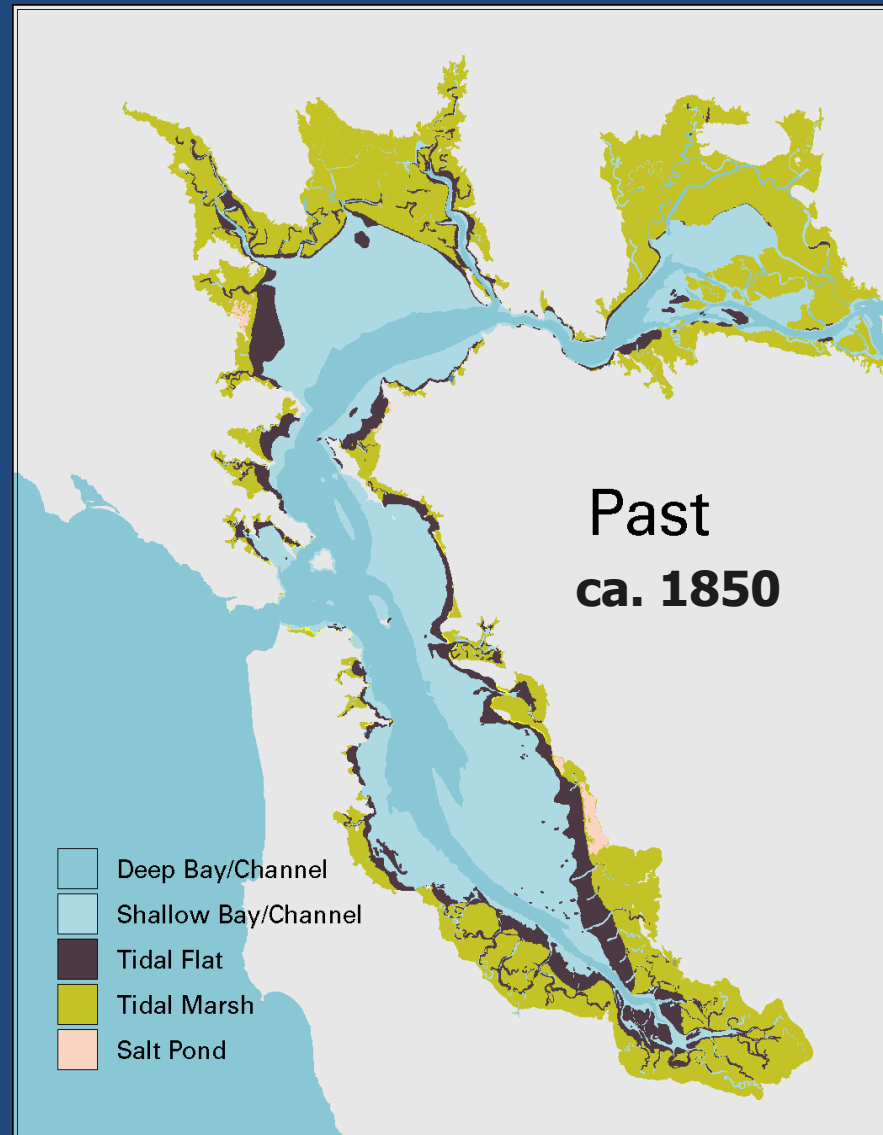 Past
ca. 1850
Deep Bay/Channel
Shallow Bay/Channel
Tidal Flat
Tidal Marsh
Salt Pond